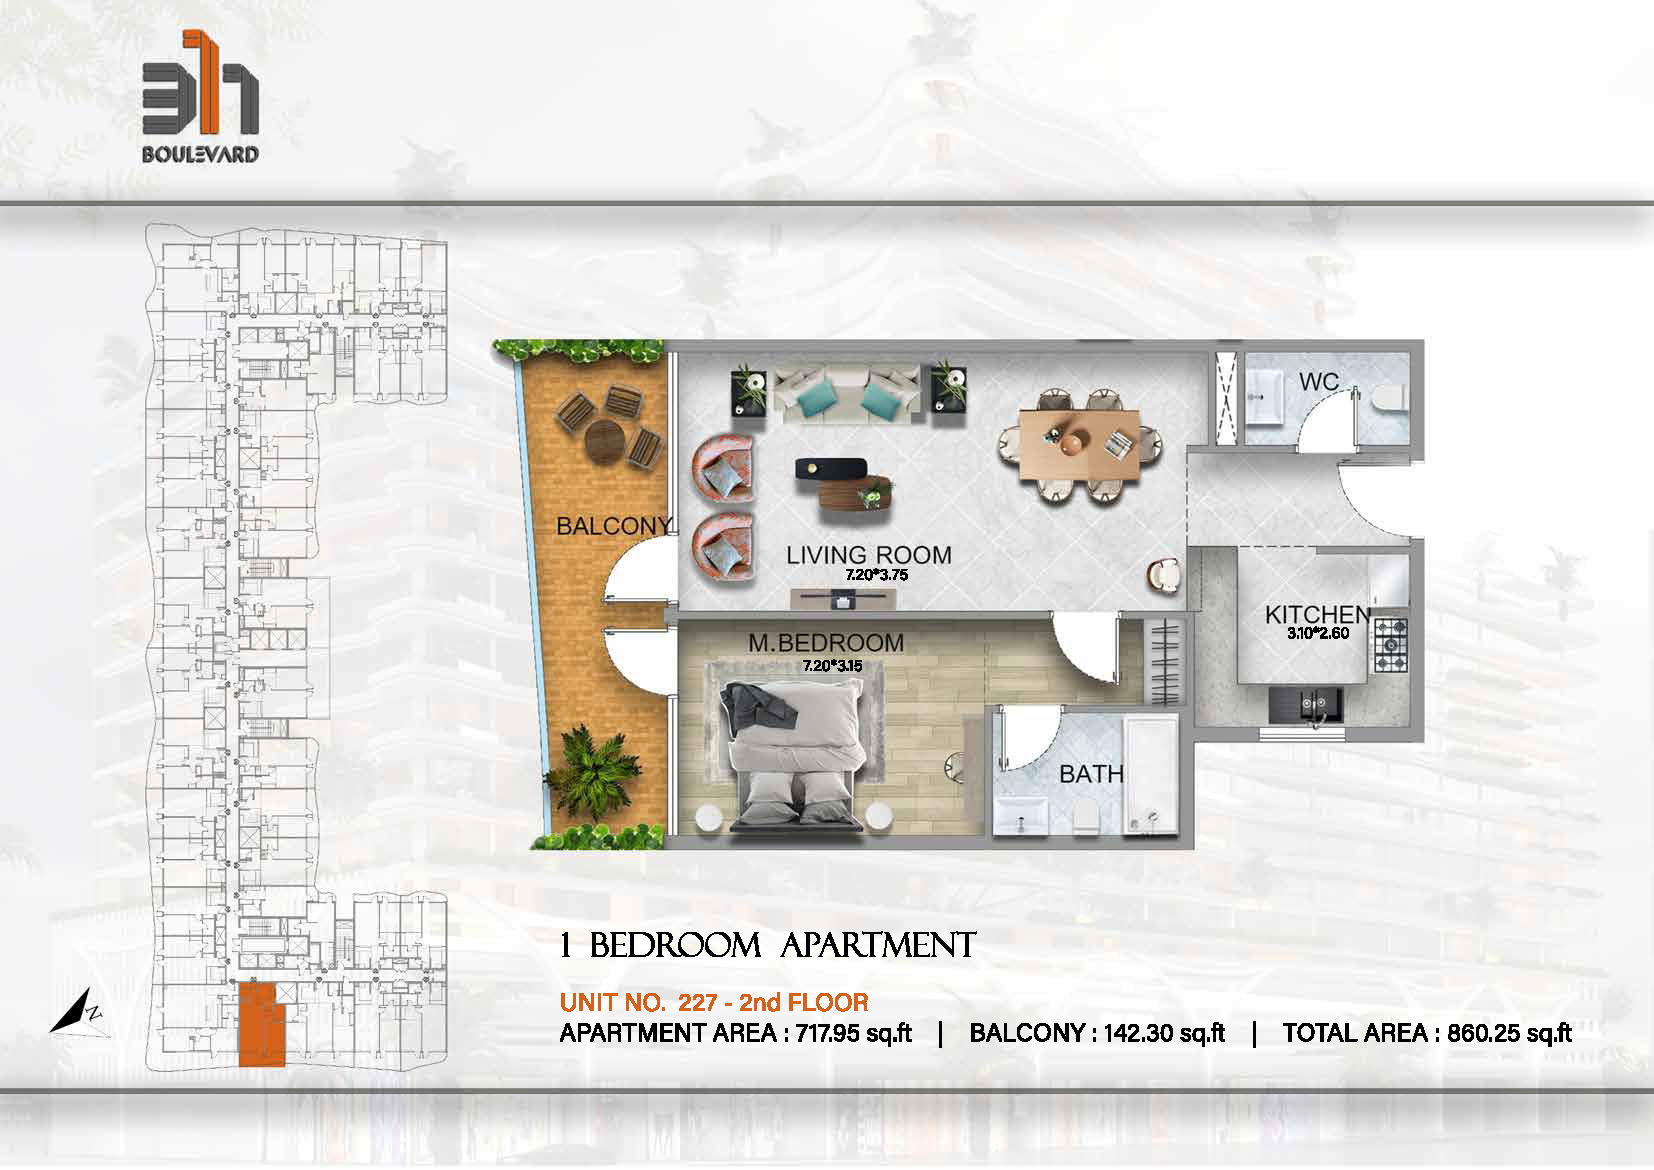 311
BOULEVARD
WC
BALCONY
LIVING ROOM
7.20*3.75
KITCHEN
3.10*2.60
M.BEDROOM
7.20*3.15
BATH
1 BEDROOM APARTMENT
UNIT NO. 227 - 2nd FLOOR
APARTMENT AREA : 717.95 sq.ft | BALCONY : 142.30 sq.ft | TOTAL AREA : 860.25 sq.ft
Z